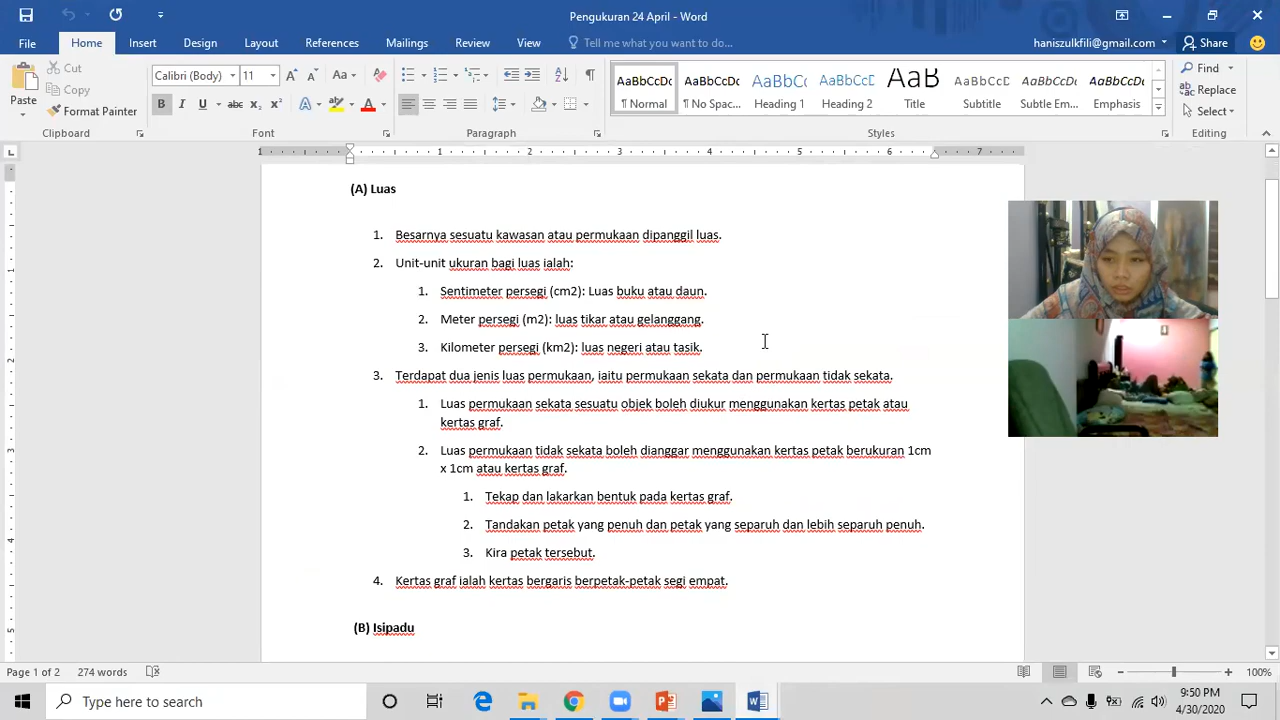 Pengukuran 24 April - Word
File Home Insert Design Layout References Mailings Review View Tell me what you want to do... haniszulkfili@gmail.com Share
Paste Cut Copy Format Painter
Calibri (Body) 11
AaBbCcDc AaBbCcDc AaBbCc AaBbCcD AaB AaBbCcD AaBbCcDc AaBbCcDc
¶ Normal ¶ No Spac... Heading 1 Heading 2 Title Subtitle Subtle Em... Emphasis
Find Replace Select
Clipboard Font Paragraph Styles Editing
1 1 2 3 4 5 6 7
(A) Luas
1. Besarnya sesuatu kawasan atau permukaan dipanggil luas.
2. Unit-unit ukuran bagi luas ialah:
1. Sentimeter persegi (cm2): Luas buku atau daun.
2. Meter persegi (m2): luas tikar atau gelanggang.
3. Kilometer persegi (km2): luas negeri atau tasik.
3. Terdapat dua jenis luas permukaan, iaitu permukaan sekata dan permukaan tidak sekata.
1. Luas permukaan sekata sesuatu objek boleh diukur menggunakan kertas petak atau
kertas graf.
2. Luas permukaan tidak sekata boleh dianggar menggunakan kertas petak berukuran 1cm
x 1cm atau kertas graf.
1. Tekap dan lakarkan bentuk pada kertas graf.
2. Tandakan petak yang penuh dan petak yang separuh dan lebih separuh penuh.
3. Kira petak tersebut.
4. Kertas graf ialah kertas bergaris berpetak-petak segi empat.
(B) Isipadu
Page 1 of 2 274 words 100%
Type here to search
9:50 PM
4/30/2020